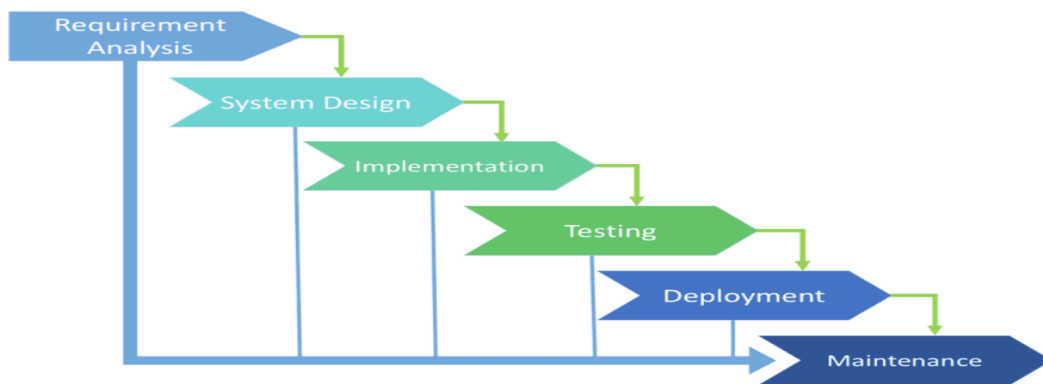 Requirement
Analysis
System Design
Implementation
Testing
Deployment
Maintenance